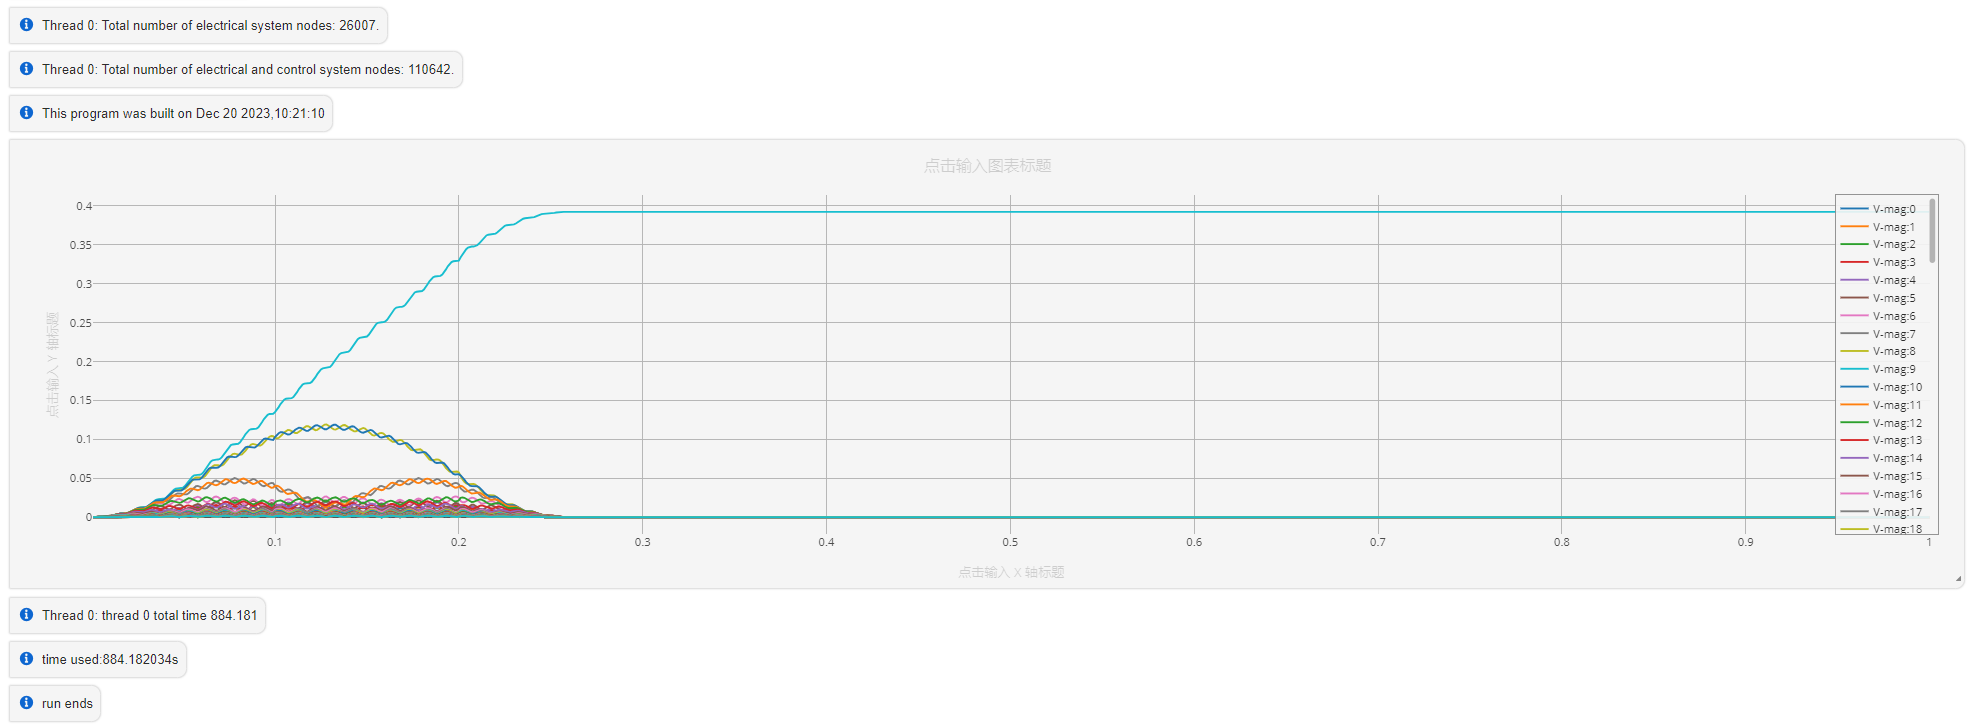 Thread 0: Total number of electrical system nodes: 26007.
Thread 0: Total number of electrical and control system nodes: 110642.
This program was built on Dec 20 2023,10:21:10
点击输入图表标题
点击输入 Y 轴标题
0.4
0.35
0.3
0.25
0.2
0.15
0.1
0.05
0
0.1
0.2
0.3
0.4
0.5
0.6
0.7
0.8
0.9
1
点击输入 X 轴标题
V-mag:0
V-mag:1
V-mag:2
V-mag:3
V-mag:4
V-mag:5
V-mag:6
V-mag:7
V-mag:8
V-mag:9
V-mag:10
V-mag:11
V-mag:12
V-mag:13
V-mag:14
V-mag:15
V-mag:16
V-mag:17
V-mag:18
Thread 0: thread 0 total time 884.181
time used:884.182034s
run ends